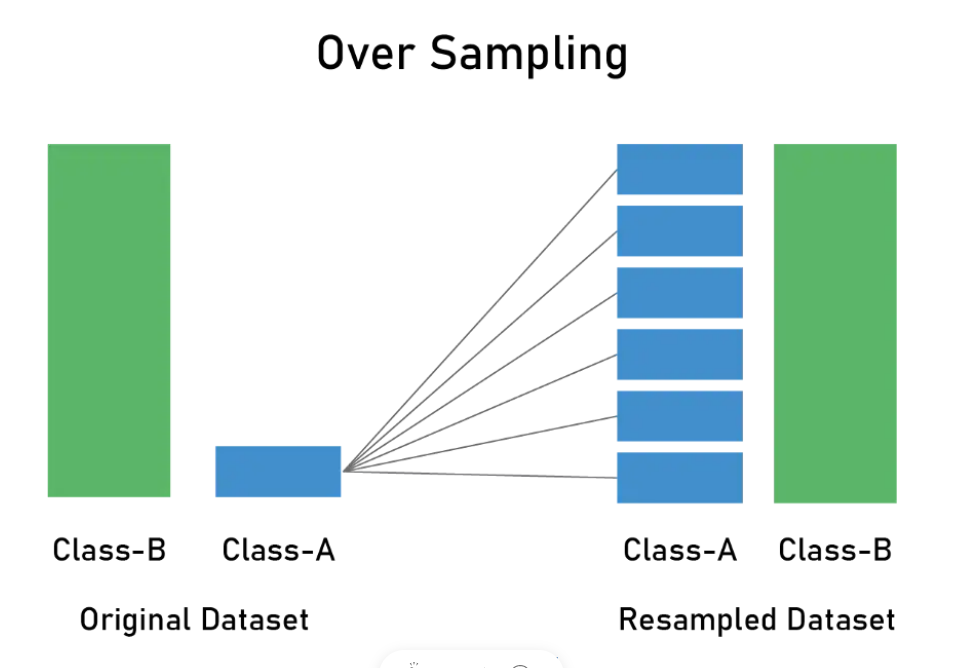 Over Sampling
Class-B Class-A Class-A Class-B
Original Dataset Resampled Dataset